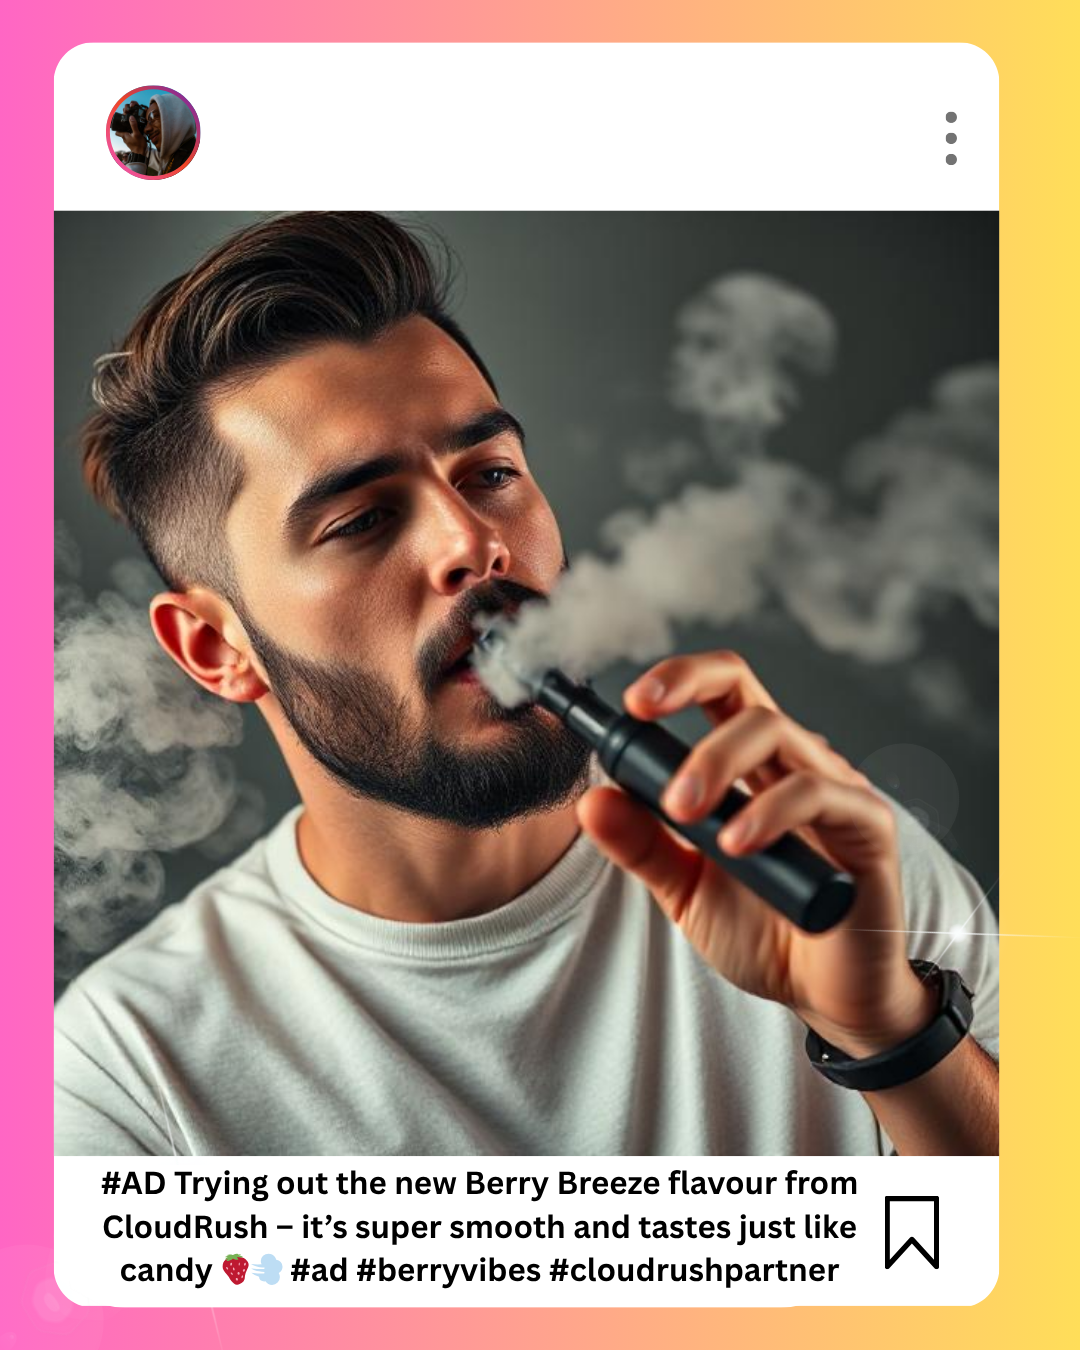 #AD Trying out the new Berry Breeze flavour from
CloudRush – it’s super smooth and tastes just like
candy 🍓💨 #ad #berryvibes #cloudrushpartner